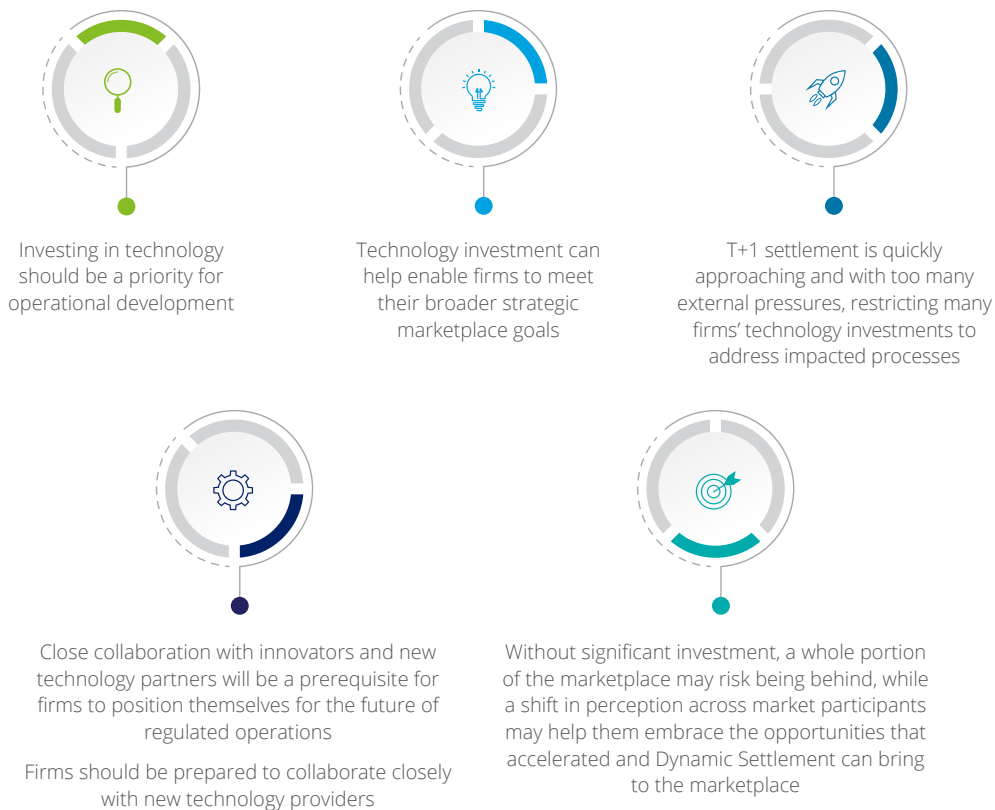 Investing in technology
should be a priority for
operational development
Technology investment can
help enable firms to meet
their broader strategic
marketplace goals
T+1 settlement is quickly
approaching and with too many
external pressures, restricting many
firms’ technology investments to
address impacted processes
Close collaboration with innovators and new
technology partners will be a prerequisite for
firms to position themselves for the future of
regulated operations
Firms should be prepared to collaborate closely
with new technology providers
Without significant investment, a whole portion
of the marketplace may risk being behind, while
a shift in perception across market participants
may help them embrace the opportunities that
accelerated and Dynamic Settlement can bring
to the marketplace